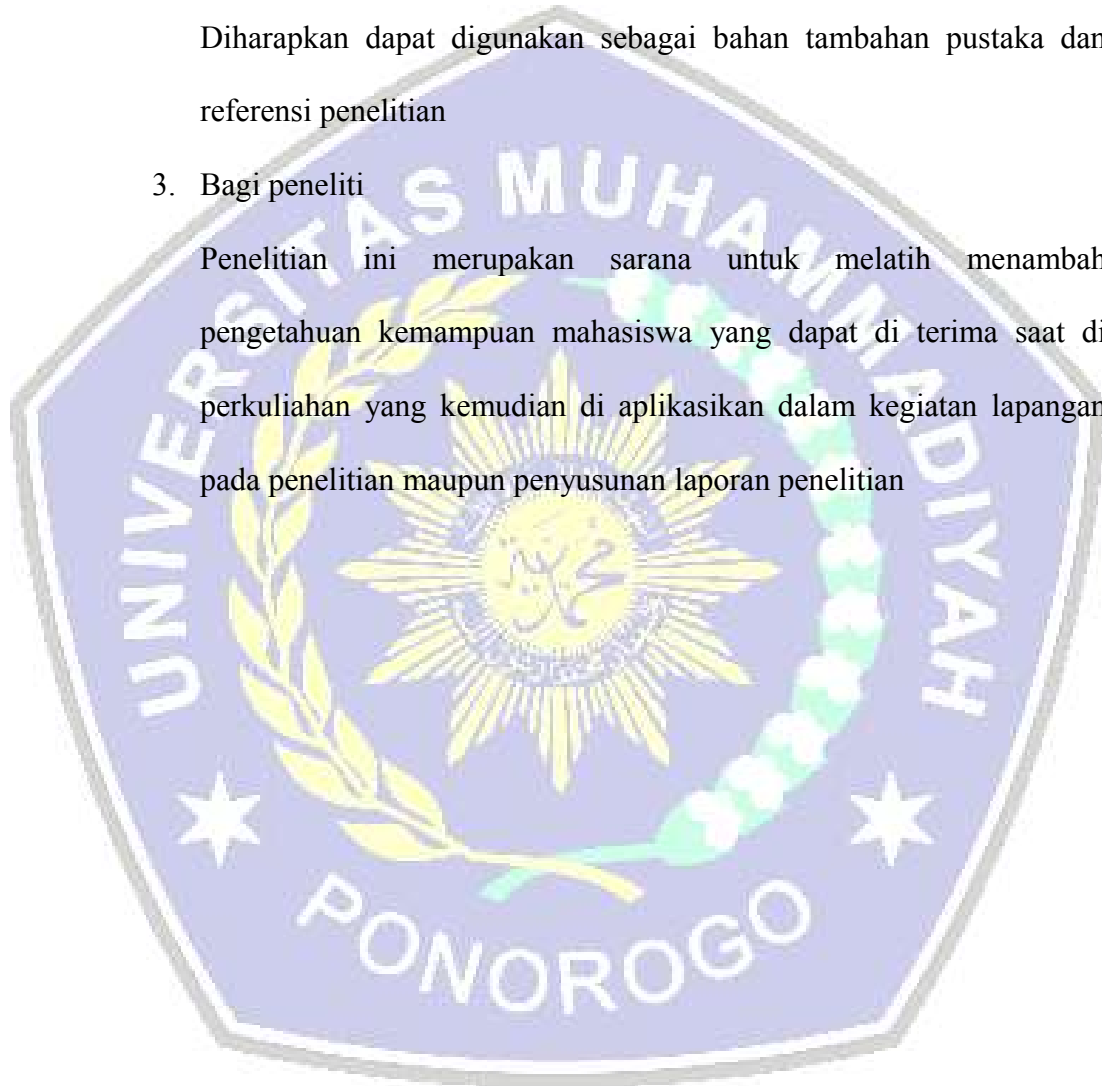 Diharapkan dapat digunakan sebagai bahan tambahan pustaka dan
referensi penelitian
3. Bagi peneliti
Penelitian ini merupakan sarana untuk melatih menambah
pengetahuan kemampuan mahasiswa yang dapat di terima saat di
perkuliahan yang kemudian di aplikasikan dalam kegiatan lapangan
pada penelitian maupun penyusunan laporan penelitian
UNIVERSITAS MUHAMMADIYAH
PONOROGO